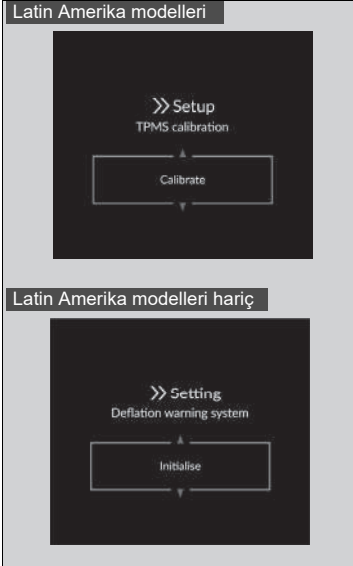 Latin Amerika modelleri
Setup
TPMS calibration
Calibrate
Latin Amerika modelleri hariç
Setting
Deflation warning system
Initialise